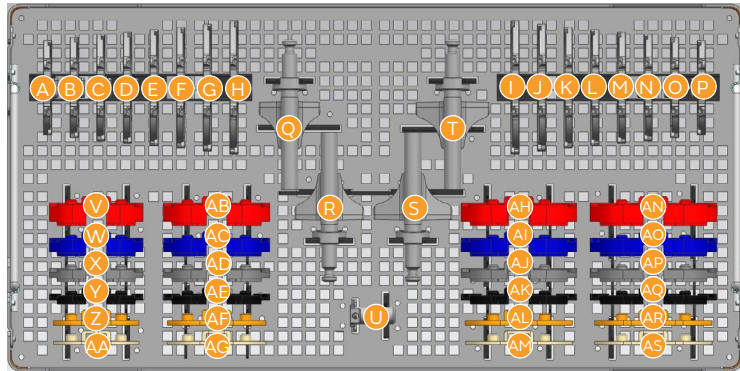 A B C D E F G H I J K L M N O P
Q T
R S
V AB AH AN
W AC AI AO
X AD AJ AP
Y AE AK AQ
Z AF U AL AR
AA AG AM AS